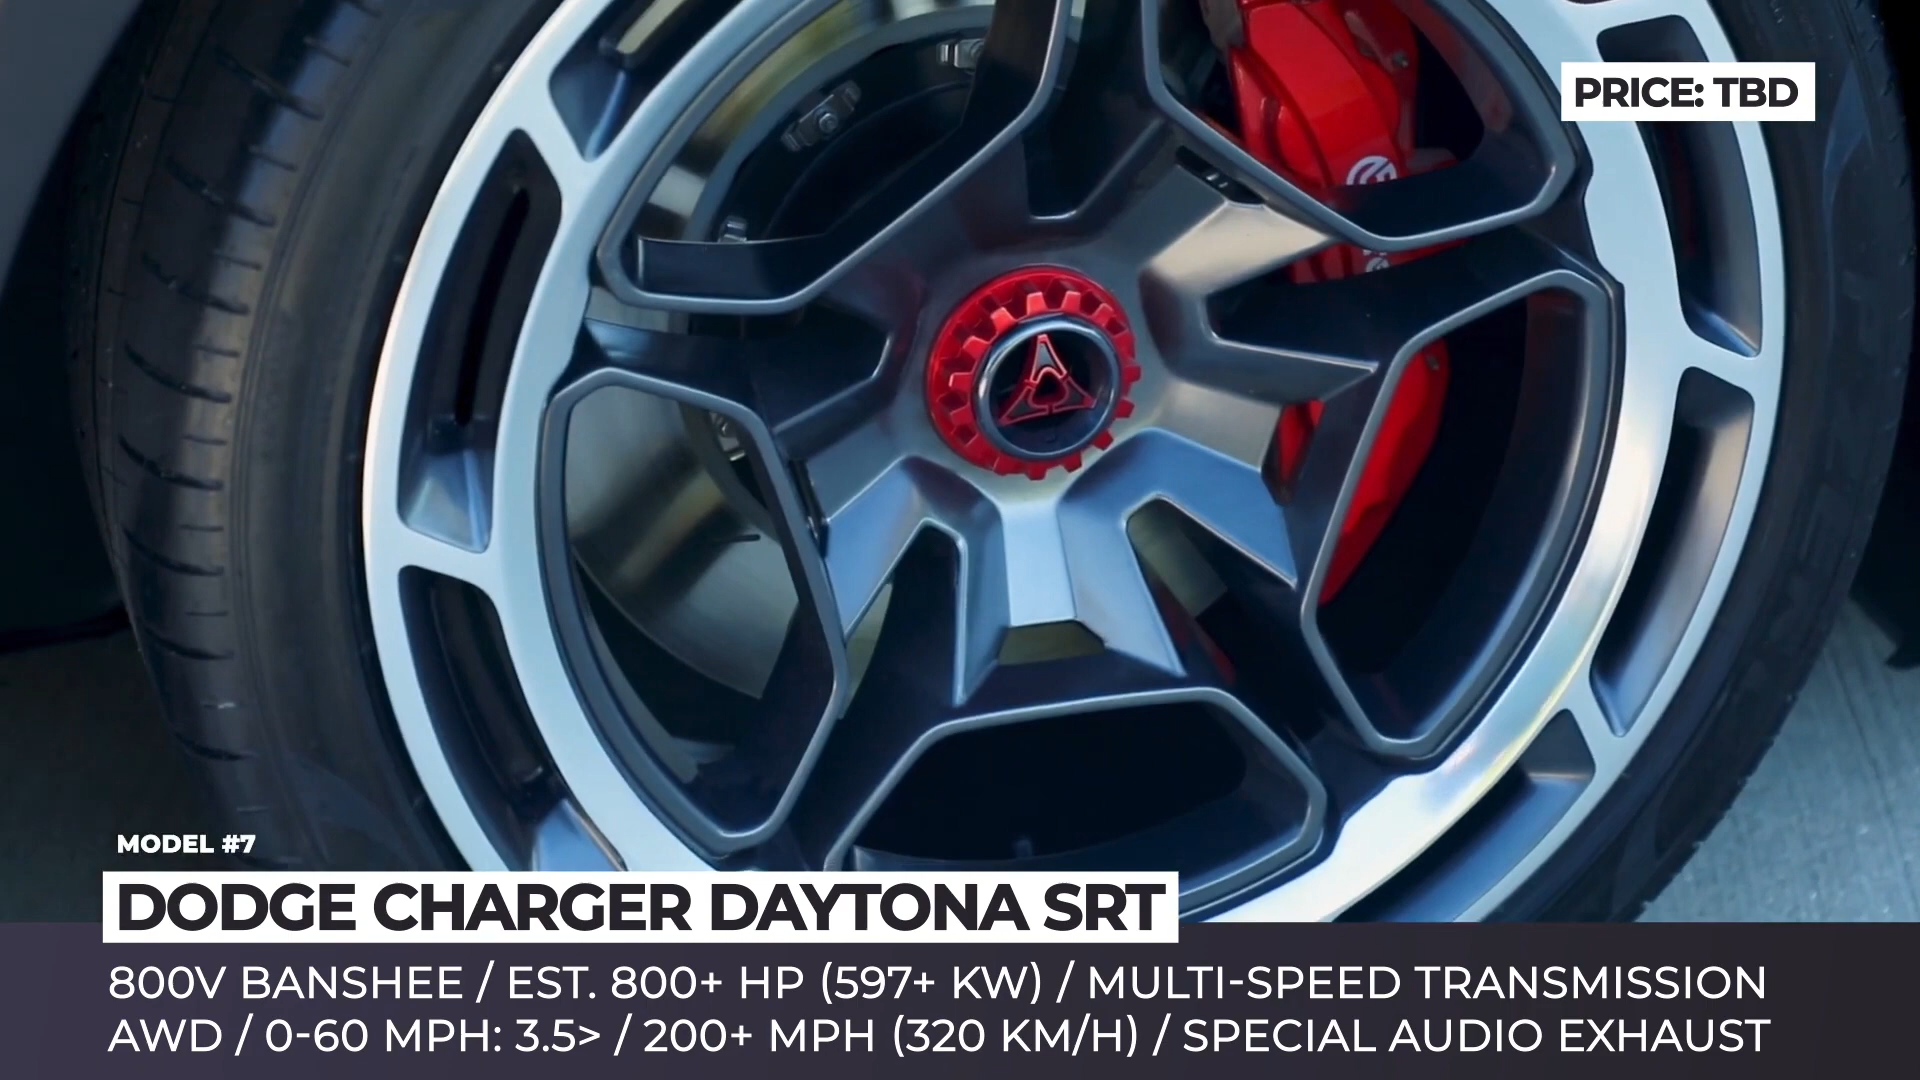 PRICE: TBD
MODEL #7
DODGE CHARGER DAYTONA SRT
800V BANSHEE / EST. 800+ HP (597+ KW) / MULTI-SPEED TRANSMISSION
AWD / 0-60 MPH: 3.5> / 200+ MPH (320 KM/H) / SPECIAL AUDIO EXHAUST